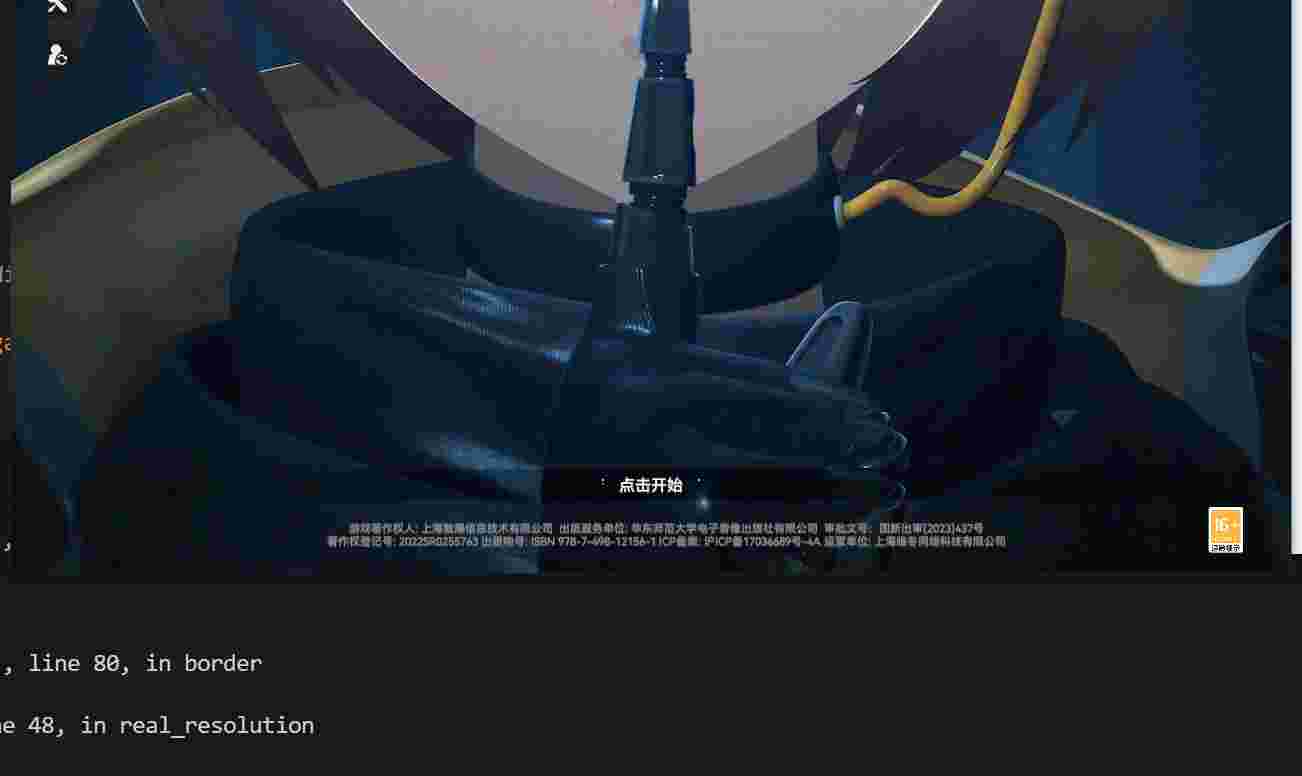 点击开始
游戏著作权人: 上海散爆信息技术有限公司 出版服务单位: 华东师范大学电子音像出版社有限公司 审批文号: 国新出审[2023]437号
著作权登记号: 2022SR0255763 出版物号: ISBN 978-7-498-12156-1 ICP备案: 沪ICP备17036689号-4A 运营单位: 上海暗冬网络科技有限公司
16+
适龄提示
, line 80, in border
48, in real_resolution